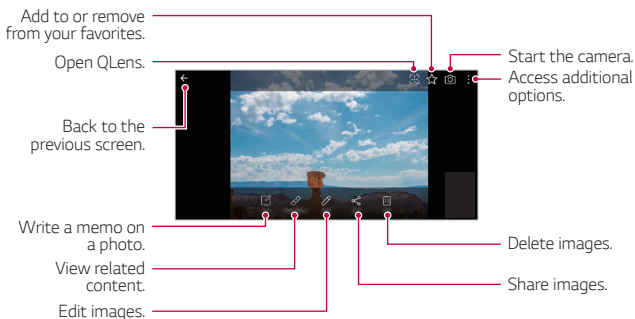 Add to or remove
from your favorites.
Open QLens.
Start the camera.
Access additional
options.
Back to the
previous screen.
Write a memo on
a photo.
View related
content.
Edit images.
Delete images.
Share images.